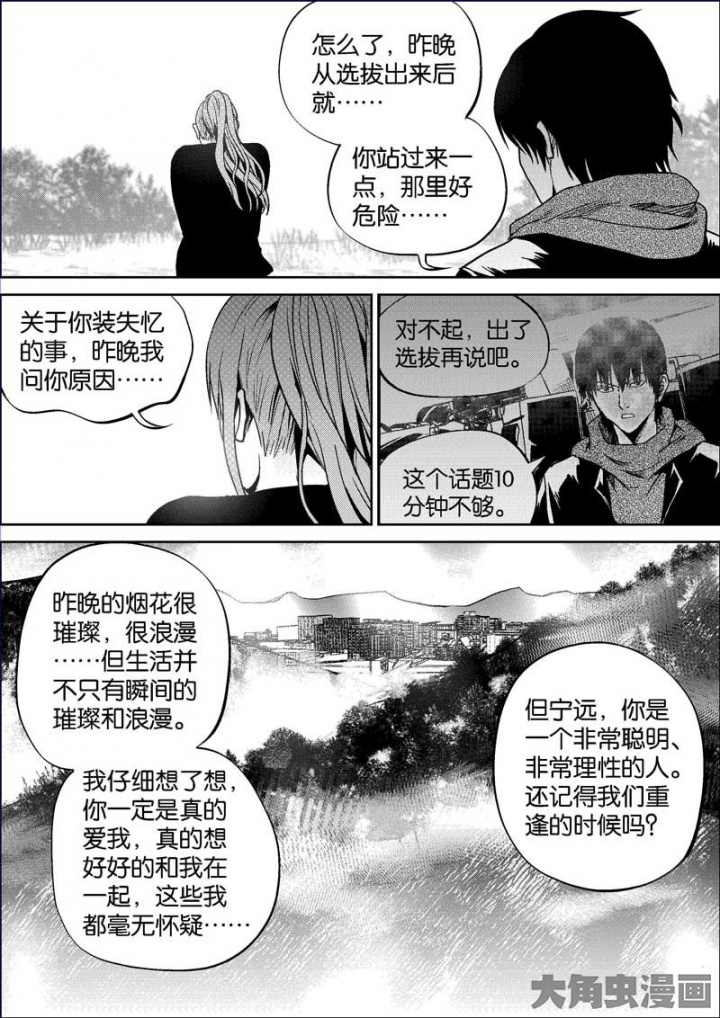 怎么了，昨晚
从选拔出来后
就……
你站过来一
点，那里好
危险……
关于你装失忆
的事，昨晚我
问你原因……
对不起，出了
选拔再说吧。
这个话题10
分钟不够。
昨晚的烟花很
璀璨，很浪漫
……但生活并
不只有瞬间的
璀璨和浪漫。
我仔细想了想，
你一定是真的
爱我，真的想
好好的和我在
一起，这些我
都毫无怀疑……
但宁远，你是
一个非常聪明、
非常理性的人。
还记得我们重
逢的时候吗？
大角虫漫画